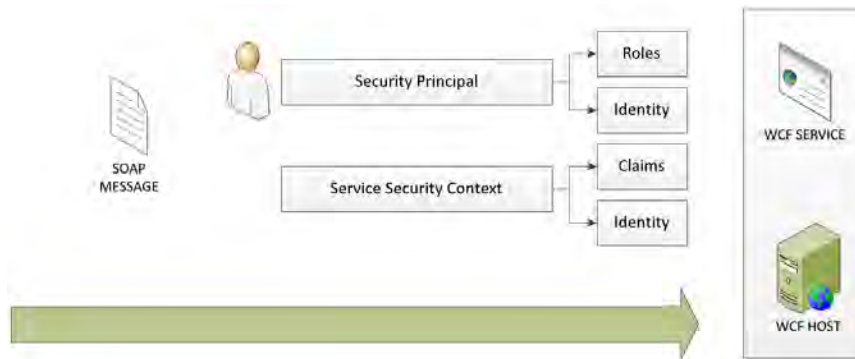 Roles
Security Principal
Identity
WCF SERVICE
SOAP
MESSAGE
Claims
Service Security Context
Identity
WCF HOST